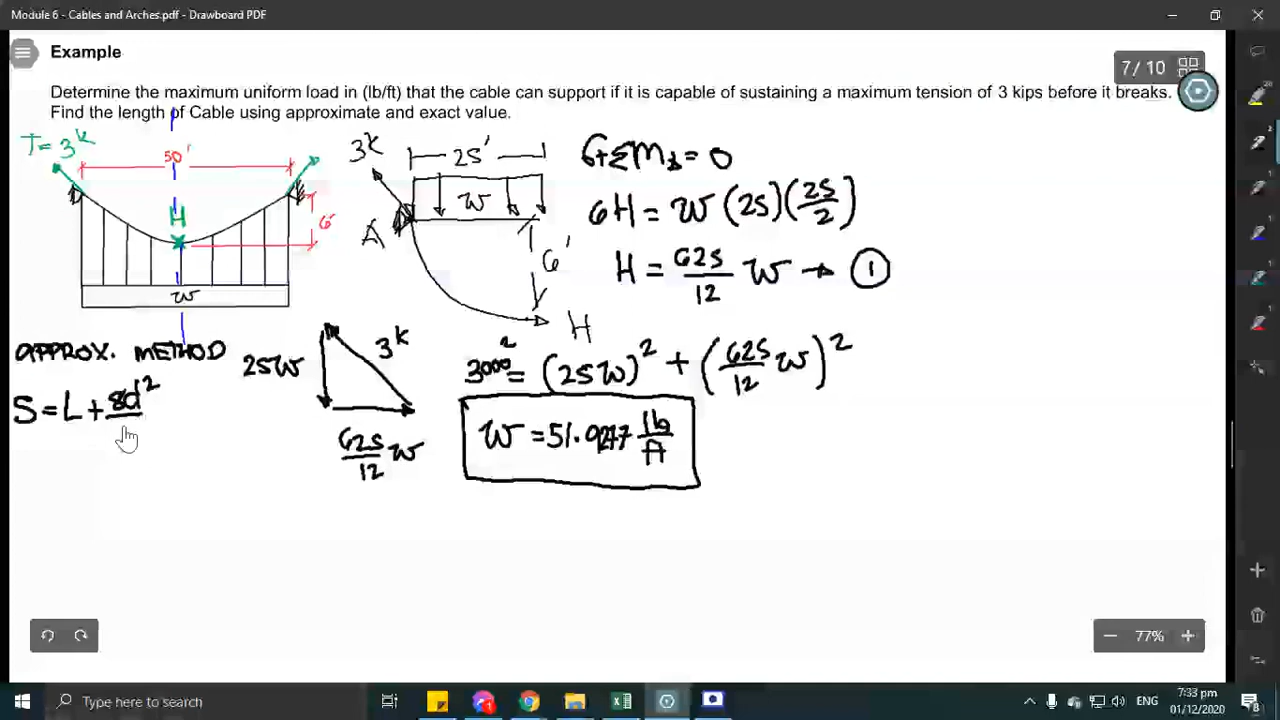 Module 6 - Cables and Arches.pdf - Drawboard PDF
Example
7 / 10
Determine the maximum uniform load in (lb/ft) that the cable can support if it is capable of sustaining a maximum tension of 3 kips before it breaks.
Find the length of Cable using approximate and exact value.
T = 3k
50'
H
6'
w
3k
25'
w
A
6'
H
G+ΣMA = 0
6H = w(25)(25/2)
H = 625/12 w → 1
APPROX. METHOD
S = L + 8d²
25w
3k
625/12 w
3000² = (25w)² + (625/12 w)²
w = 51.9247 lb/ft
77%
Type here to search
ENG
7:33 pm
01/12/2020
8